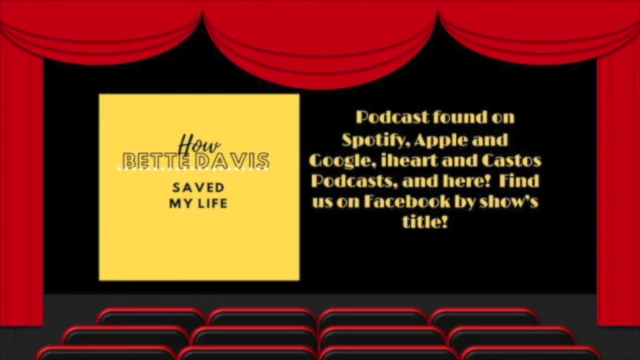 How
BETTE DAVIS
SAVED
MY LIFE
Podcast found on
Spotify, Apple and
Google, iheart and Castos
Podcasts, and here! Find
us on Facebook by show's
title!